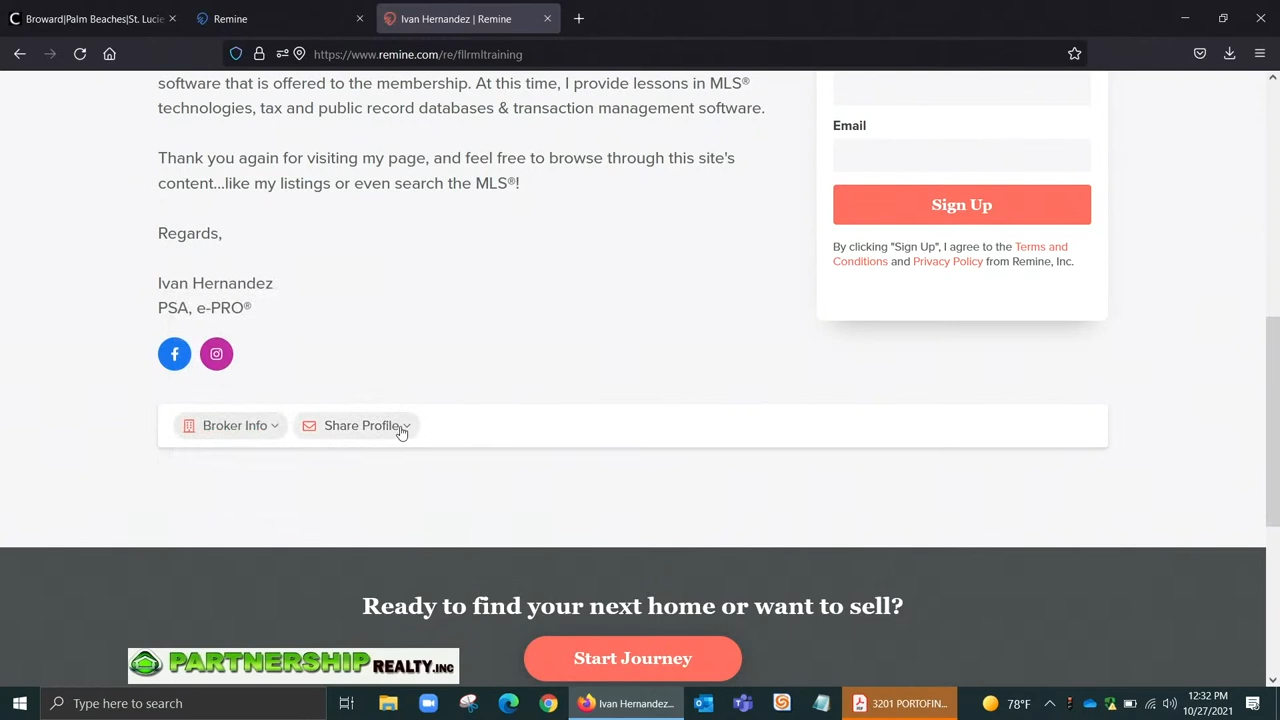 Broward|Palm Beaches|St. Lucie
Remine
Ivan Hernandez | Remine
https://www.remine.com/re/fllrmltraining
software that is offered to the membership. At this time, I provide lessons in MLS®
technologies, tax and public record databases & transaction management software.
Thank you again for visiting my page, and feel free to browse through this site's
content...like my listings or even search the MLS®!
Regards,
Ivan Hernandez
PSA, e-PRO®
Email
Sign Up
By clicking "Sign Up", I agree to the Terms and
Conditions and Privacy Policy from Remine, Inc.
Broker Info
Share Profile
Ready to find your next home or want to sell?
Start Journey
PARTNERSHIP REALTY.INC
Type here to search
Ivan Hernandez...
3201 PORTOFIN...
78°F
12:32 PM
10/27/2021